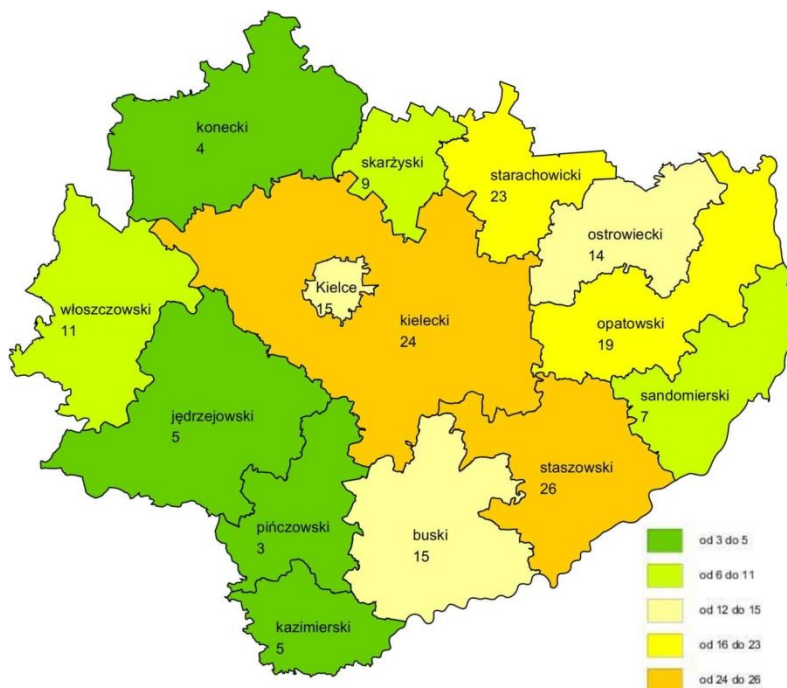 konecki
4
skarżyski
9
starachowicki
23
ostrowiecki
14
Kielce
15
włoszczowski
11
kielecki
24
opatowski
19
sandomierski
7
jędrzejowski
5
staszowski
26
pińczowski
3
buski
15
kazimierski
5
od 3 do 5
od 6 do 11
od 12 do 15
od 16 do 23
od 24 do 26